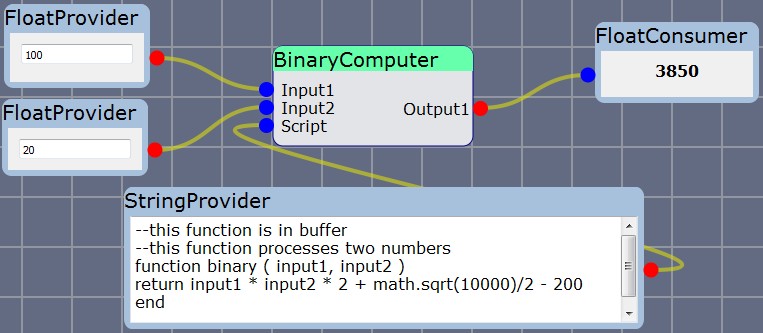 FloatProvider
100
FloatProvider
20
BinaryComputer
Input1
Input2
Script
Output1
FloatConsumer
3850
StringProvider
--this function is in buffer
--this function processes two numbers
function binary ( input1, input2 )
return input1 * input2 * 2 + math.sqrt(10000)/2 - 200
end